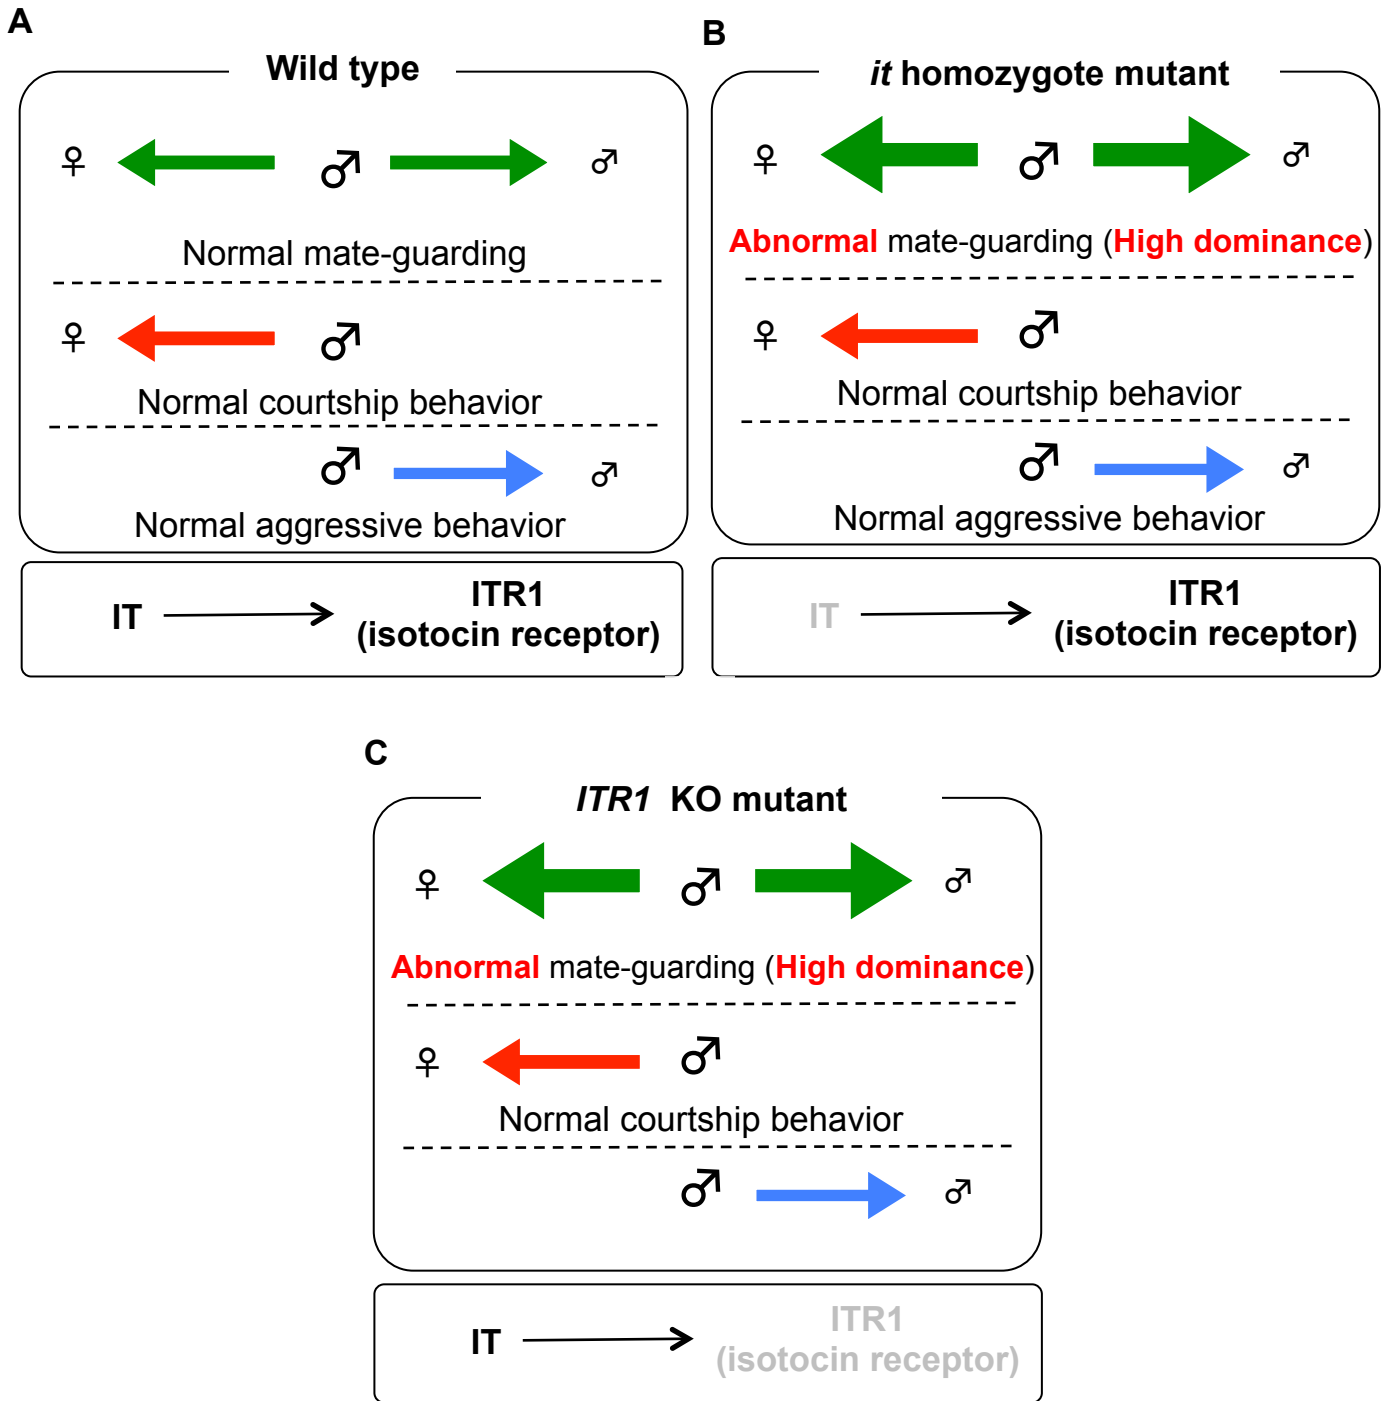 A
Wild type
♀ ♂ ♂
Normal mate-guarding
♀ ♂
Normal courtship behavior
♂ ♂
Normal aggressive behavior
IT
ITR1
(isotocin receptor)
B
it homozygote mutant
♀ ♂ ♂
Abnormal mate-guarding (High dominance)
♀ ♂
Normal courtship behavior
♂ ♂
Normal aggressive behavior
IT
ITR1
(isotocin receptor)
C
ITR1 KO mutant
♀ ♂ ♂
Abnormal mate-guarding (High dominance)
♀ ♂
Normal courtship behavior
♂ ♂
IT
ITR1
(isotocin receptor)